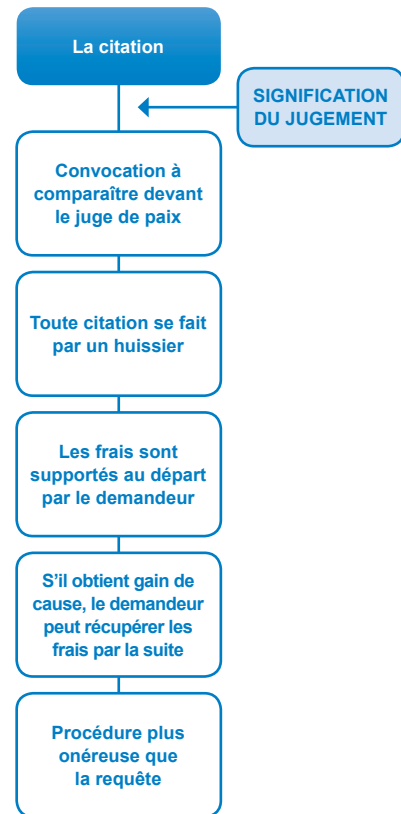 La citation
SIGNIFICATION
DU JUGEMENT
Convocation à
comparaître devant
le juge de paix
Toute citation se fait
par un huissier
Les frais sont
supportés au départ
par le demandeur
S'il obtient gain de
cause, le demandeur
peut récupérer les
frais par la suite
Procédure plus
onéreuse que
la requête